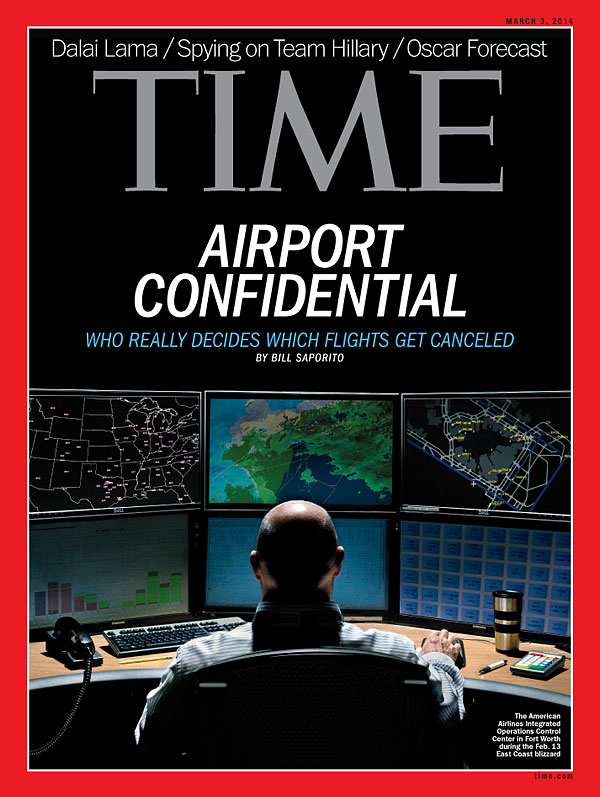 MARCH 3, 2014
Dalai Lama / Spying on Team Hillary / Oscar Forecast
TIME
AIRPORT
CONFIDENTIAL
WHO REALLY DECIDES WHICH FLIGHTS GET CANCELED
BY BILL SAPORITO
DELL
The American
Airlines Integrated
Operations Control
Center in Fort Worth
during the Feb. 13
East Coast blizzard
time.com